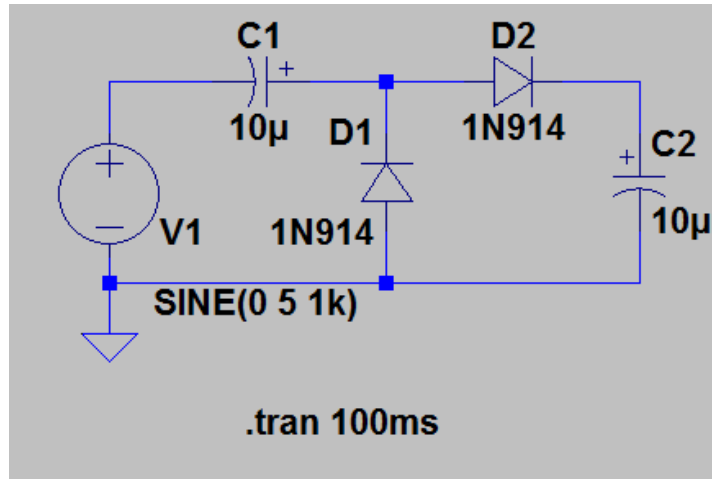 C1
D2
+
10µ
D1
1N914
+
C2
+
1N914
10µ
V1
SINE(0 5 1k)
.tran 100ms